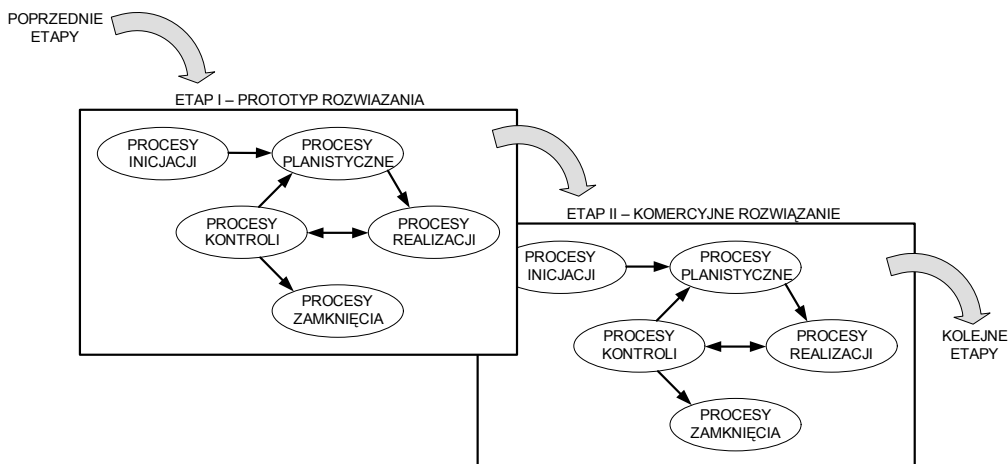 POPRZEDNIE
ETAPY
ETAP I – PROTOTYP ROZWIAZANIA
PROCESY
INICJACJI
PROCESY
PLANISTYCZNE
PROCESY
KONTROLI
PROCESY
REALIZACJI
PROCESY
ZAMKNIĘCIA
ETAP II – KOMERCYJNE ROZWIĄZANIE
PROCESY
INICJACJI
PROCESY
PLANISTYCZNE
PROCESY
KONTROLI
PROCESY
REALIZACJI
PROCESY
ZAMKNIĘCIA
KOLEJNE
ETAPY